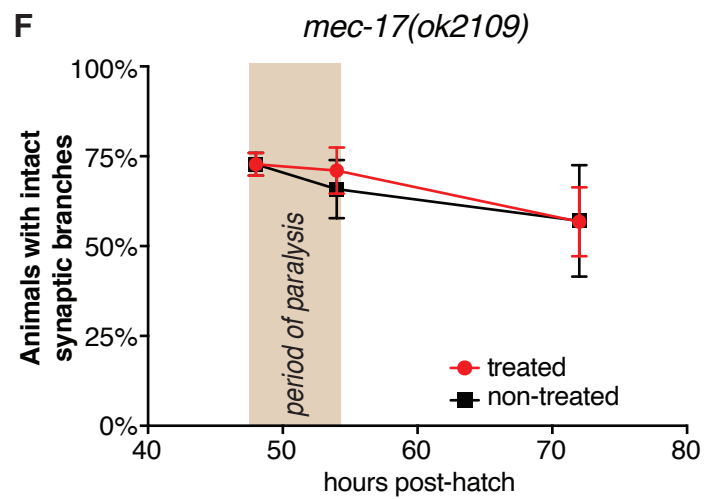 F
mec-17(ok2109)
100%
75%
50%
25%
0%
Animals with intact
synaptic branches
period of paralysis
treated
non-treated
40
50
60
70
80
hours post-hatch